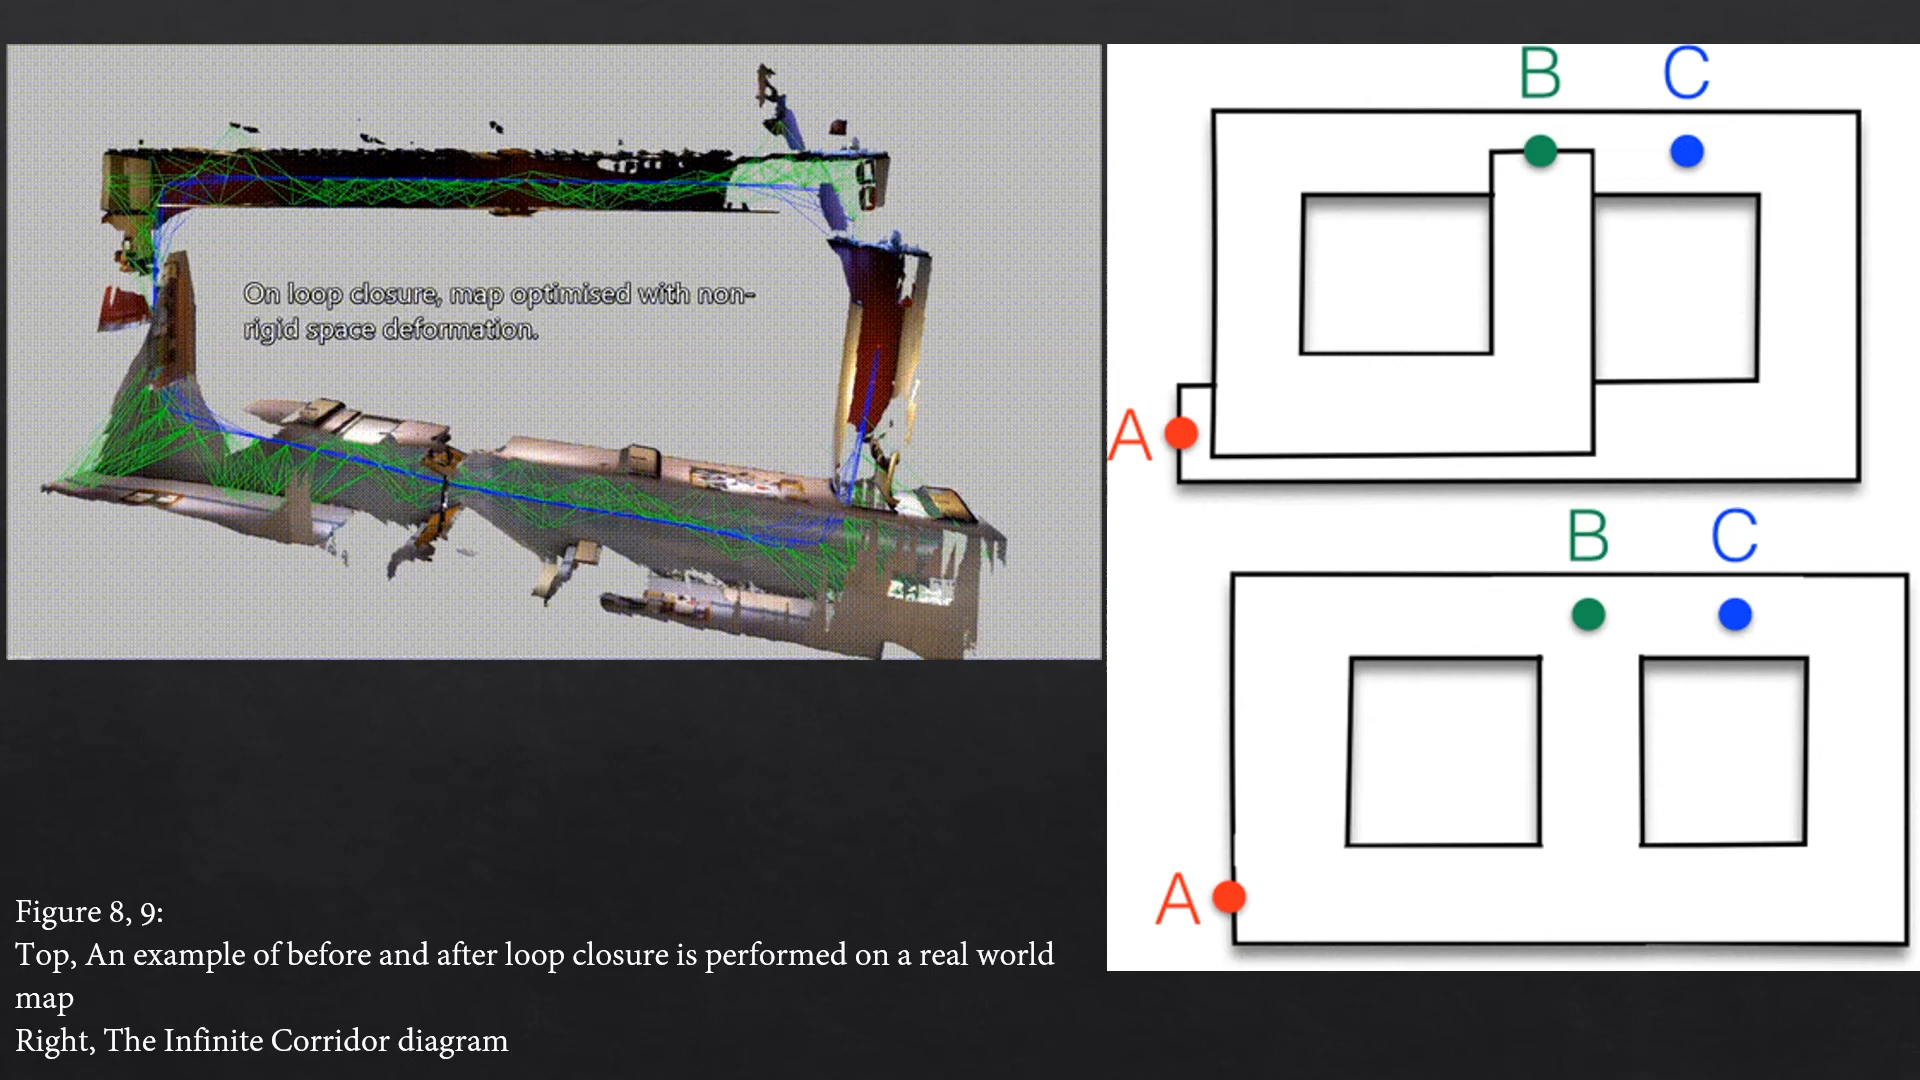 On loop closure, map optimised with non-
rigid space deformation.
B C
A
B C
A
Figure 8, 9:
Top, An example of before and after loop closure is performed on a real world
map
Right, The Infinite Corridor diagram